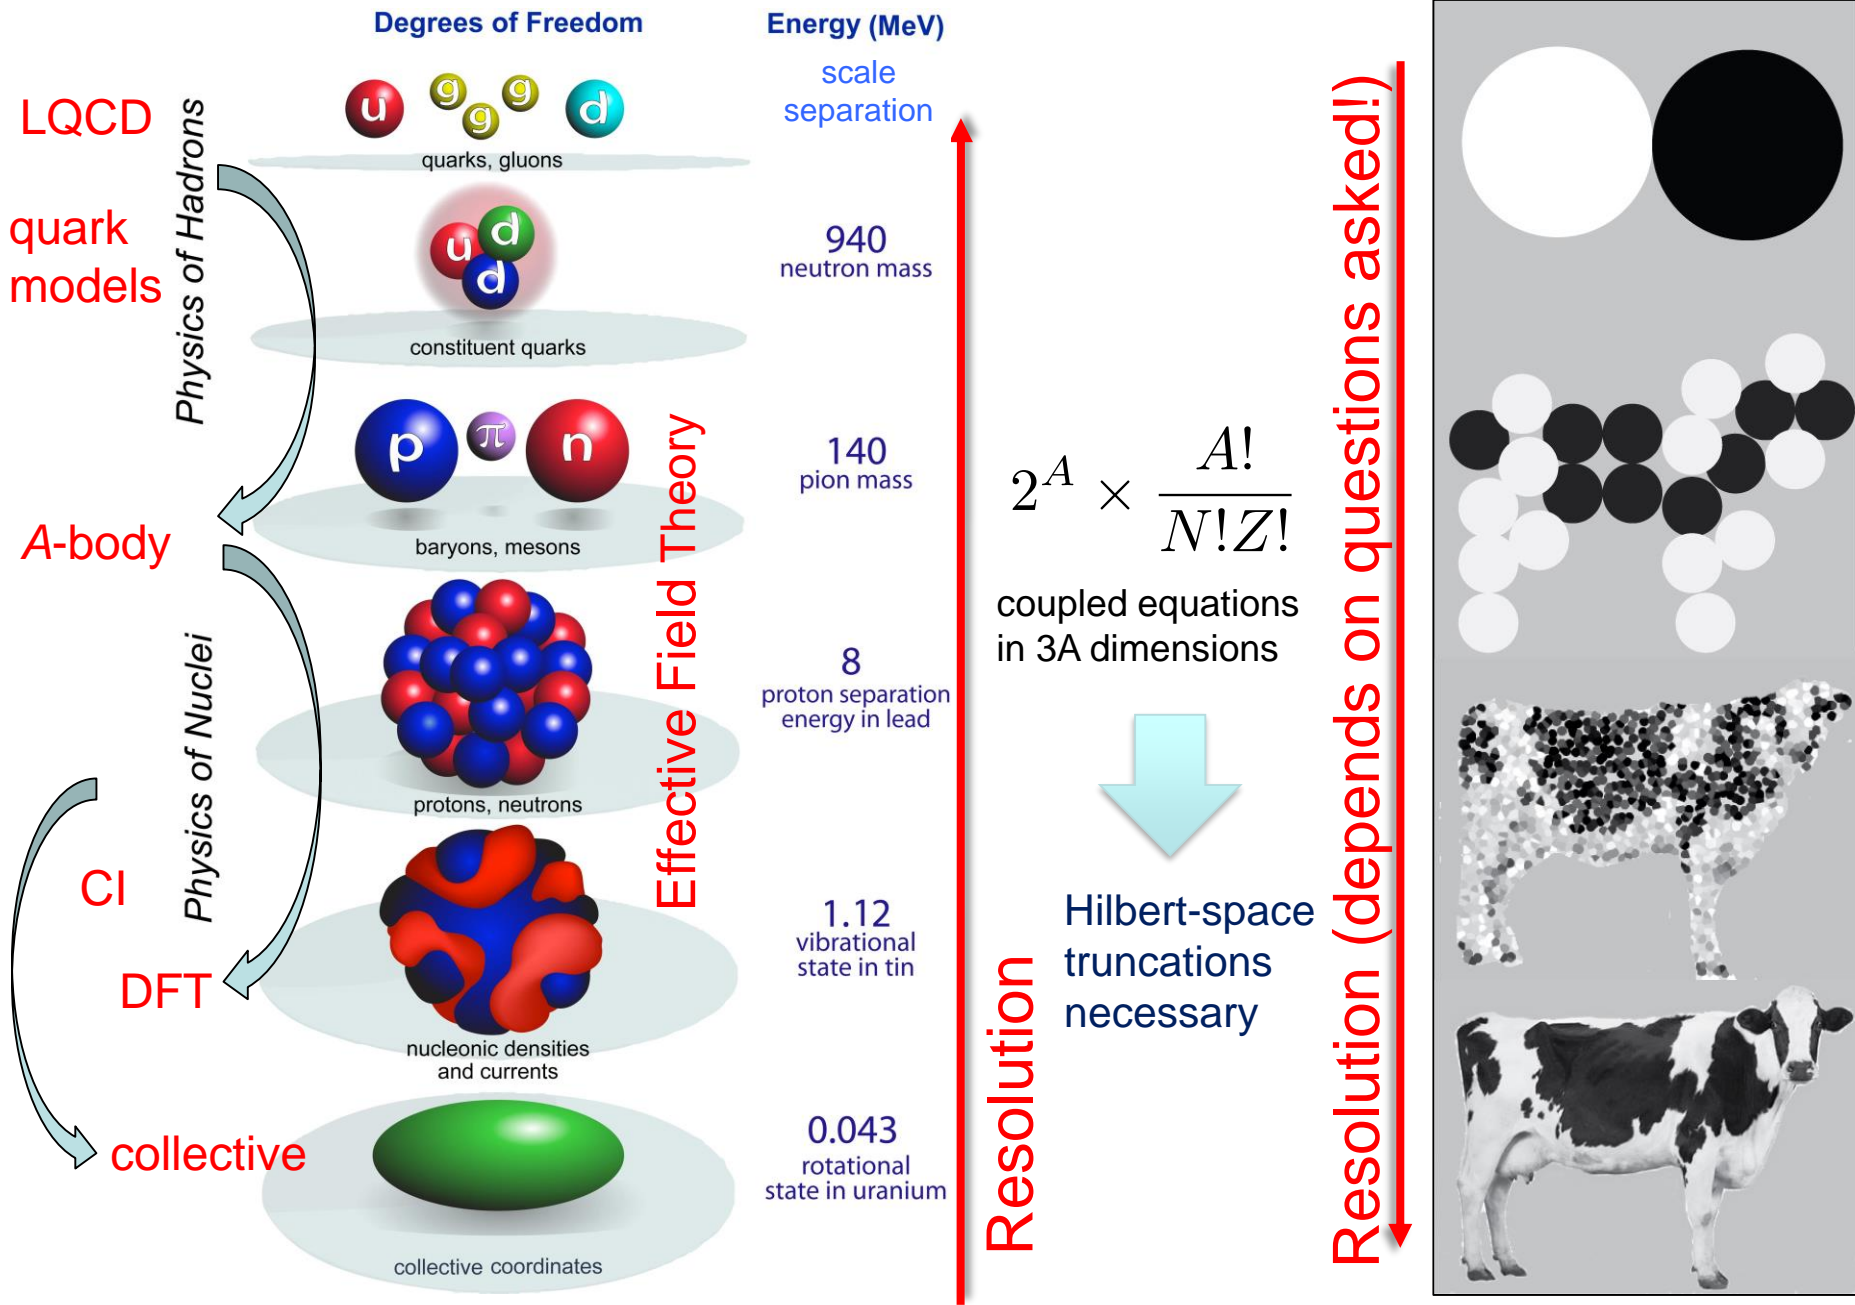 Degrees of Freedom
Energy (MeV)
scale
separation
LQCD
u
g
g
g
d
quarks, gluons
Physics of Hadrons
quark
models
u
d
d
940
neutron mass
constituent quarks
p
π
n
140
pion mass
baryons, mesons
A-body
Effective Field Theory
Physics of Nuclei
8
proton separation
energy in lead
protons, neutrons
CI
DFT
1.12
vibrational
state in tin
nucleonic densities
and currents
collective
0.043
rotational
state in uranium
collective coordinates
Resolution
2^A × A!/N!Z!
coupled equations
in 3A dimensions
Hilbert-space
truncations
necessary
Resolution (depends on questions asked!)